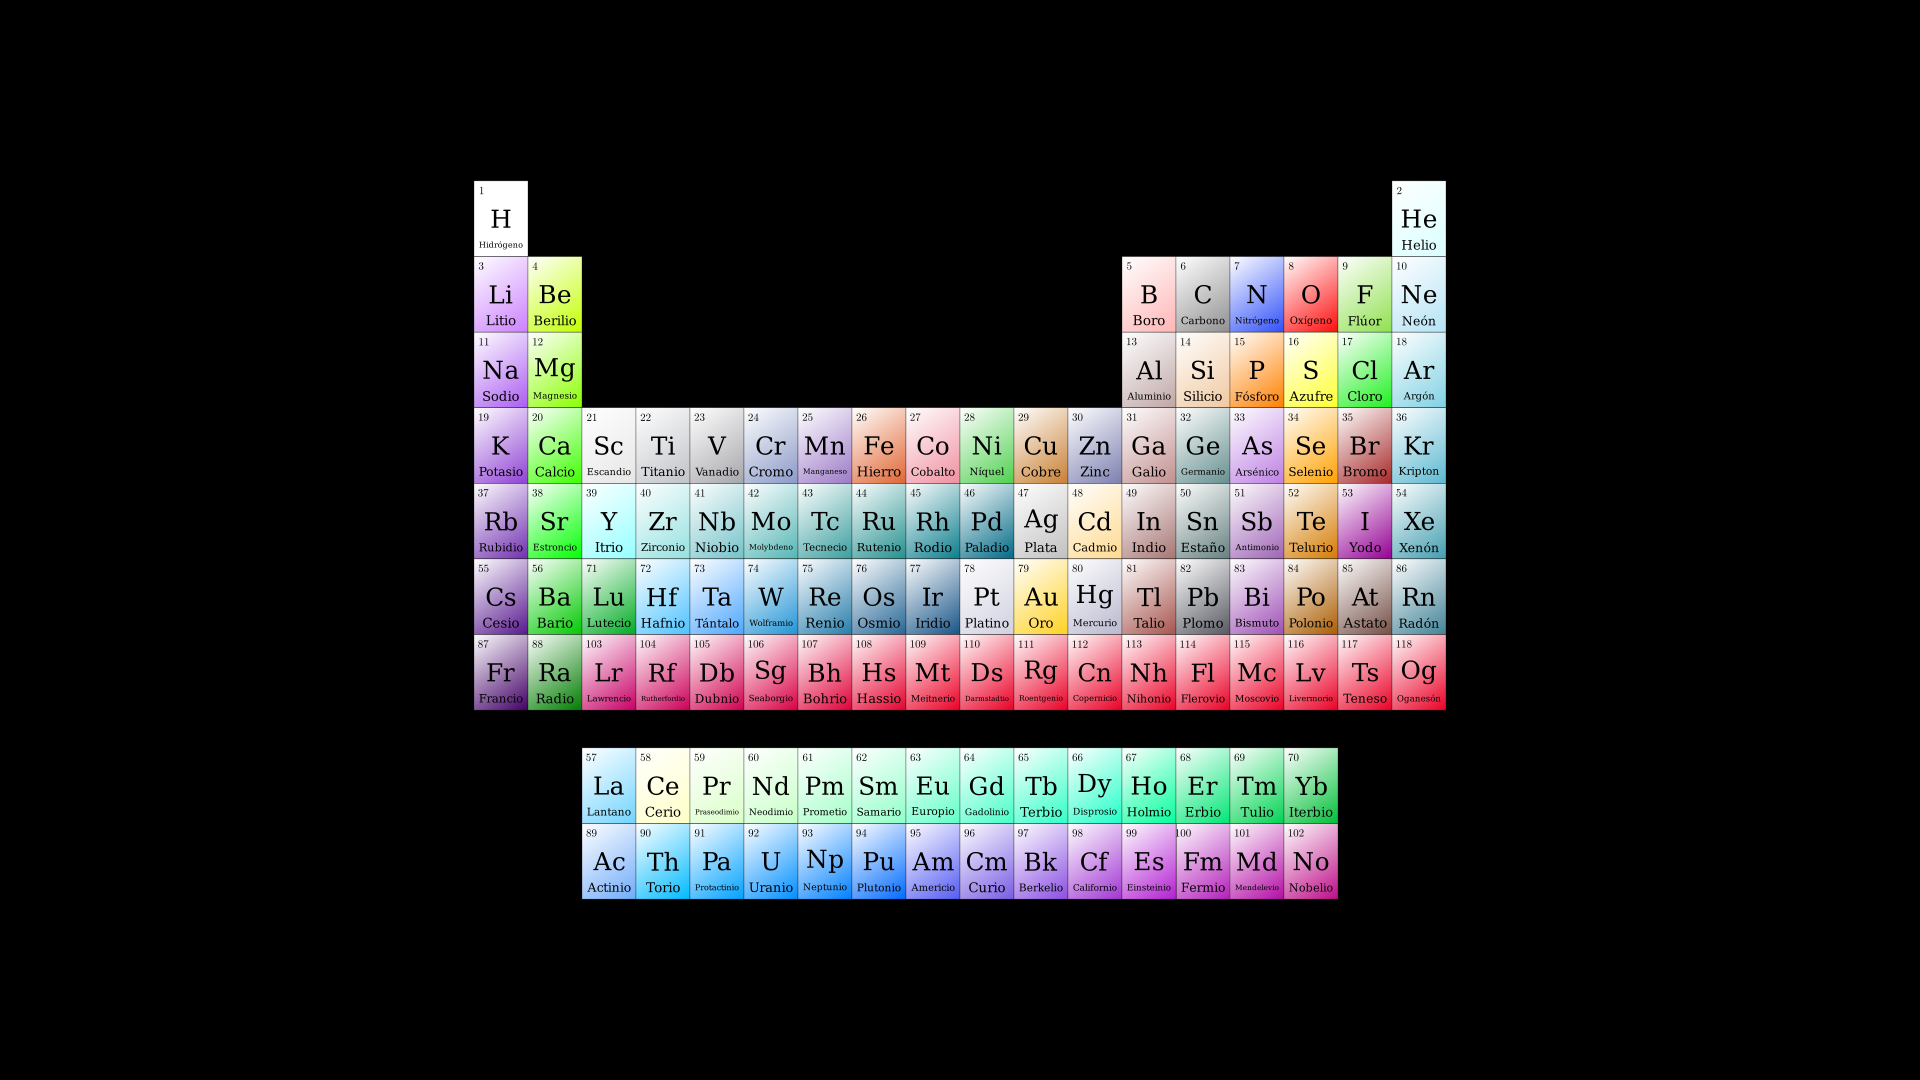 1 2
H He
Hidrógeno Helio
3 4 5 6 7 8 9 10
Li Be B C N O F Ne
Litio Berilio Boro Carbono Nitrógeno Oxígeno Flúor Neón
11 12 13 14 15 16 17 18
Na Mg Al Si P S Cl Ar
Sodio Magnesio Aluminio Silicio Fósforo Azufre Cloro Argón
19 20 21 22 23 24 25 26 27 28 29 30 31 32 33 34 35 36
K Ca Sc Ti V Cr Mn Fe Co Ni Cu Zn Ga Ge As Se Br Kr
Potasio Calcio Escandio Titanio Vanadio Cromo Manganeso Hierro Cobalto Níquel Cobre Zinc Galio Germanio Arsénico Selenio Bromo Kripton
37 38 39 40 41 42 43 44 45 46 47 48 49 50 51 52 53 54
Rb Sr Y Zr Nb Mo Tc Ru Rh Pd Ag Cd In Sn Sb Te I Xe
Rubidio Estroncio Itrio Zirconio Niobio Molybdeno Tecnecio Rutenio Rodio Paladio Plata Cadmio Indio Estaño Antimonio Telurio Yodo Xenón
55 56 71 72 73 74 75 76 77 78 79 80 81 82 83 84 85 86
Cs Ba Lu Hf Ta W Re Os Ir Pt Au Hg Tl Pb Bi Po At Rn
Cesio Bario Lutecio Hafnio Tántalo Wolframio Renio Osmio Iridio Platino Oro Mercurio Talio Plomo Bismuto Polonio Astato Radón
87 88 103 104 105 106 107 108 109 110 111 112 113 114 115 116 117 118
Fr Ra Lr Rf Db Sg Bh Hs Mt Ds Rg Cn Nh Fl Mc Lv Ts Og
Francio Radio Lawrencio Rutherfordio Dubnio Seaborgio Bohrio Hassio Meitnerio Darmstadtio Roentgenio Copernicio Nihonio Flerovio Moscovio Livermorio Teneso Oganesón
57 58 59 60 61 62 63 64 65 66 67 68 69 70
La Ce Pr Nd Pm Sm Eu Gd Tb Dy Ho Er Tm Yb
Lantano Cerio Praseodimio Neodimio Prometio Samario Europio Gadolinio Terbio Disprosio Holmio Erbio Tulio Iterbio
89 90 91 92 93 94 95 96 97 98 99 100 101 102
Ac Th Pa U Np Pu Am Cm Bk Cf Es Fm Md No
Actinio Torio Protactinio Uranio Neptunio Plutonio Americio Curio Berkelio Californio Einsteinio Fermio Mendelevio Nobelio